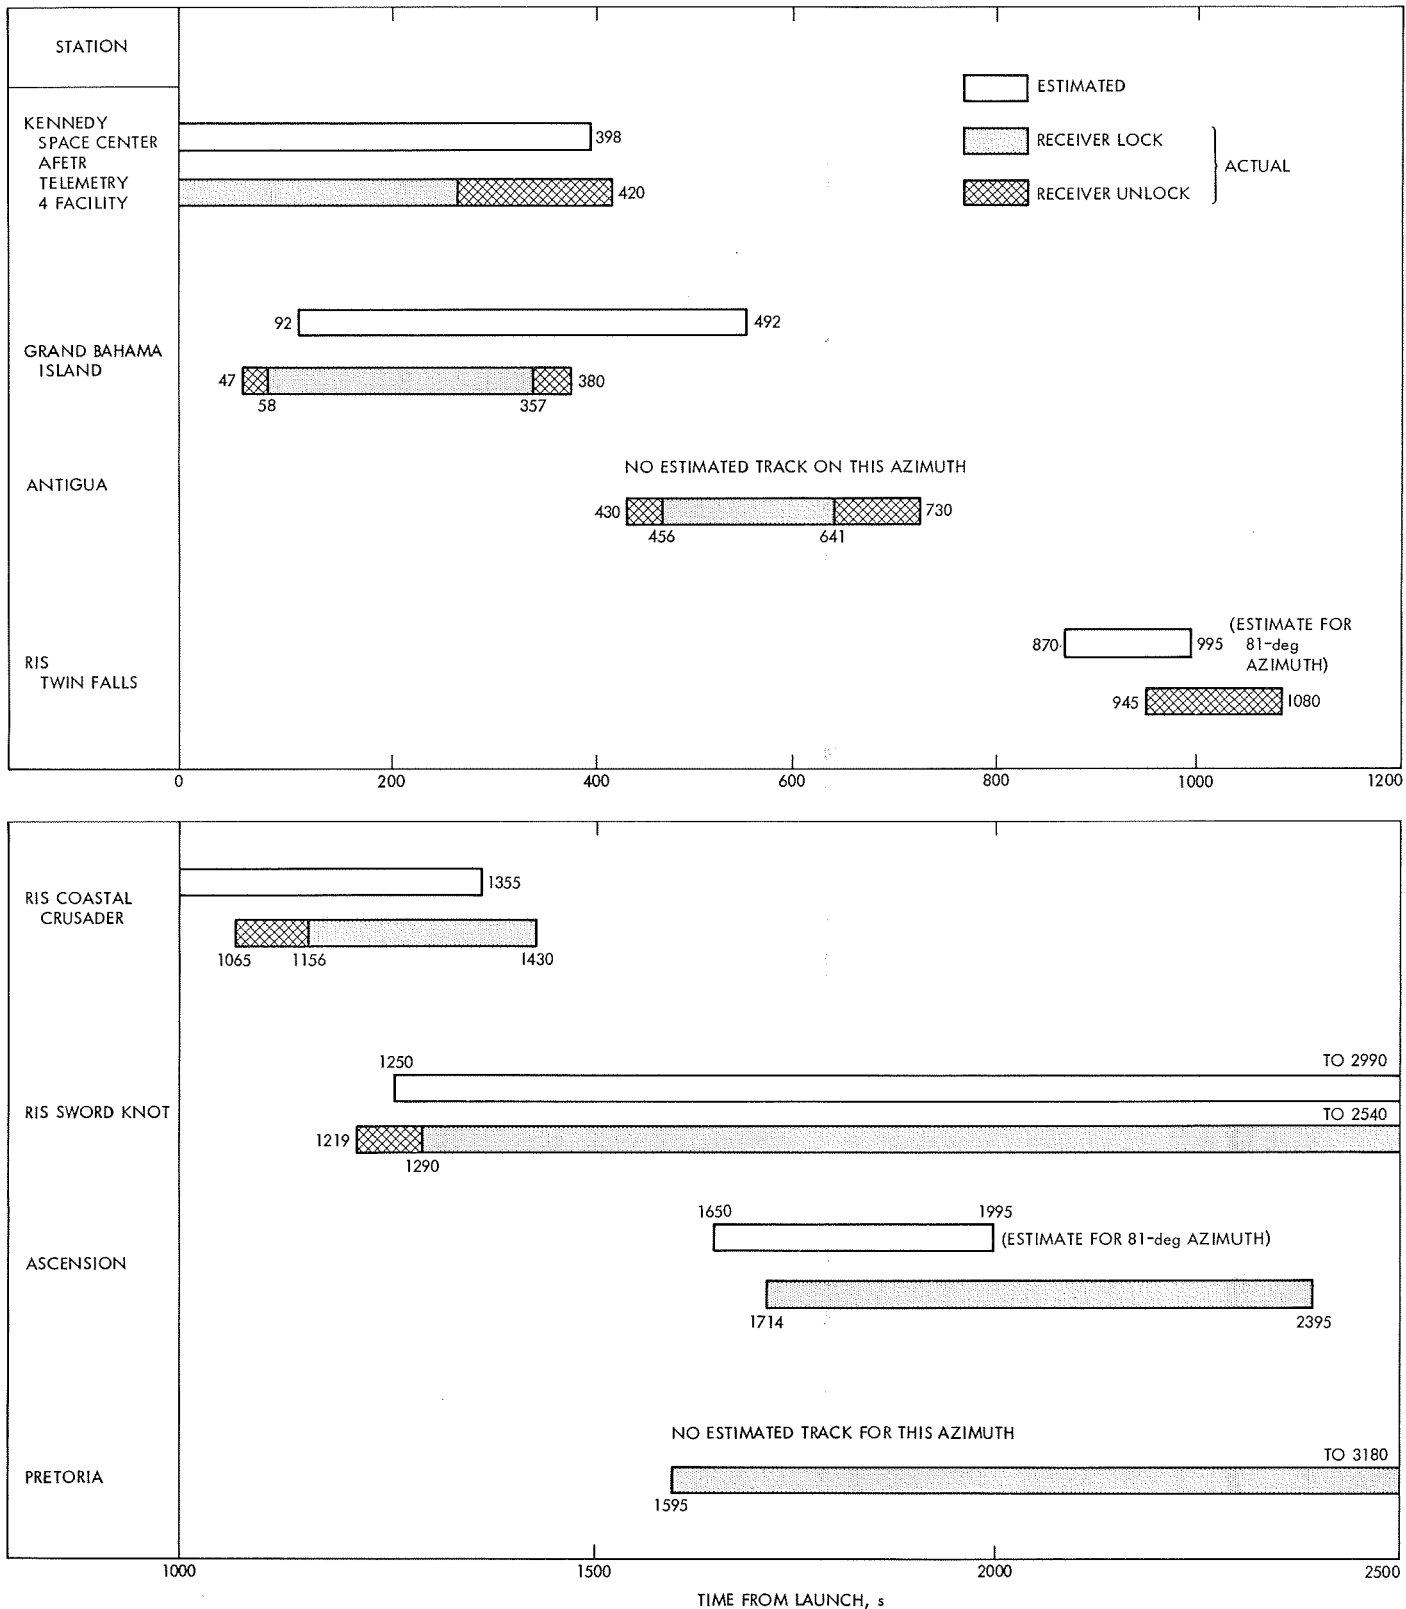 STATION
ESTIMATED
KENNEDY
SPACE CENTER
AFETR
TELEMETRY
4 FACILITY
398
RECEIVER LOCK
ACTUAL
420
RECEIVER UNLOCK
92
492
GRAND BAHAMA
ISLAND
47
380
58
357
NO ESTIMATED TRACK ON THIS AZIMUTH
ANTIGUA
430
730
456
641
(ESTIMATE FOR
81-deg
AZIMUTH)
870
995
RIS
TWIN FALLS
945
1080
0
200
400
600
800
1000
1200
1355
RIS COASTAL
CRUSADER
1065
1156
1430
1250
TO 2990
RIS SWORD KNOT
TO 2540
1219
1290
1650
1995
(ESTIMATE FOR 81-deg AZIMUTH)
ASCENSION
1714
2395
NO ESTIMATED TRACK FOR THIS AZIMUTH
TO 3180
PRETORIA
1595
1000
1500
2000
2500
TIME FROM LAUNCH, s